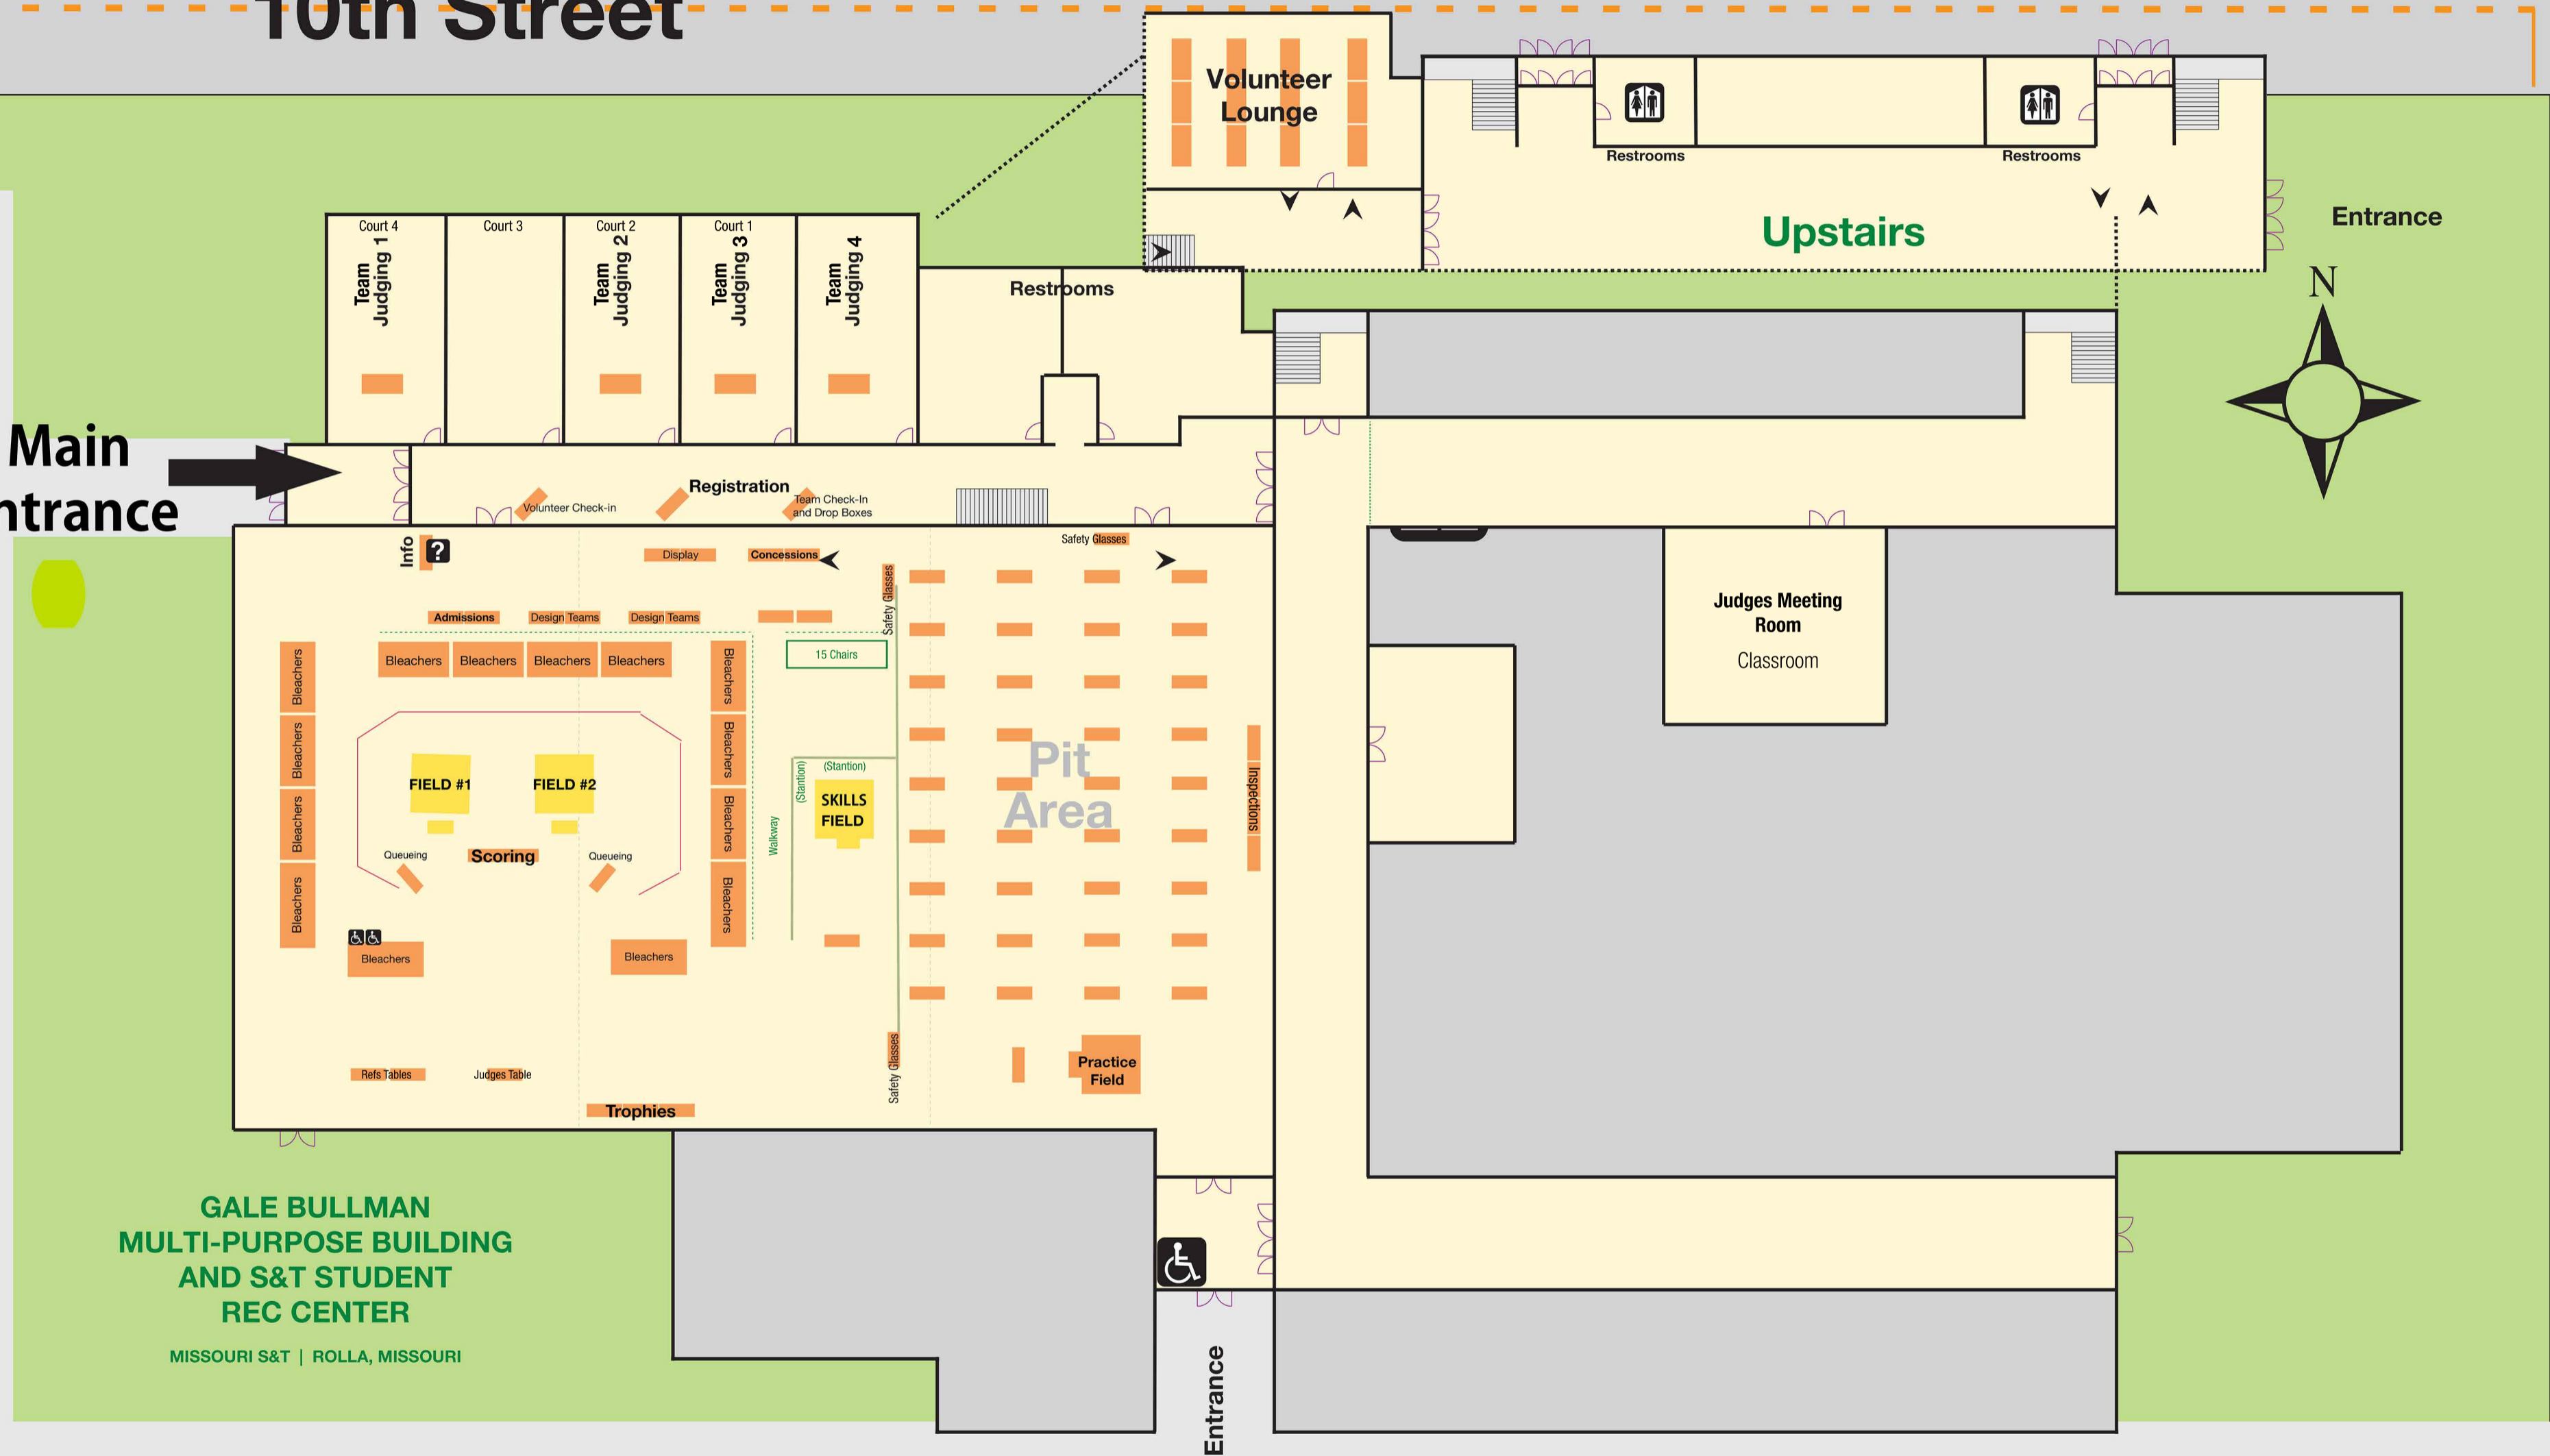 10th Street
Volunteer
Lounge
Restrooms
Restrooms
Upstairs
Entrance
N
Court 4
Team
Judging 1
Court 3
Court 2
Team
Judging 2
Court 1
Team
Judging 3
Team
Judging 4
Restrooms
Main
ntrance
Registration
Volunteer Check-in
Team Check-In
and Drop Boxes
Info
?
Display
Concessions
Safety Glasses
Safety Glasses
Admissions
Design Teams
Design Teams
15 Chairs
Bleachers
Bleachers
Bleachers
Bleachers
Bleachers
Bleachers
Bleachers
Bleachers
Bleachers
Bleachers
Bleachers
Bleachers
FIELD #1
FIELD #2
Scoring
Queueing
Queueing
Walkway
(Stantion)
(Stantion)
SKILLS
FIELD
Pit
Area
Inspections
Bleachers
Bleachers
Refs Tables
Judges Table
Trophies
Safety Glasses
Practice
Field
Judges Meeting
Room
Classroom
GALE BULLMAN
MULTI-PURPOSE BUILDING
AND S&T STUDENT
REC CENTER
MISSOURI S&T | ROLLA, MISSOURI
Entrance